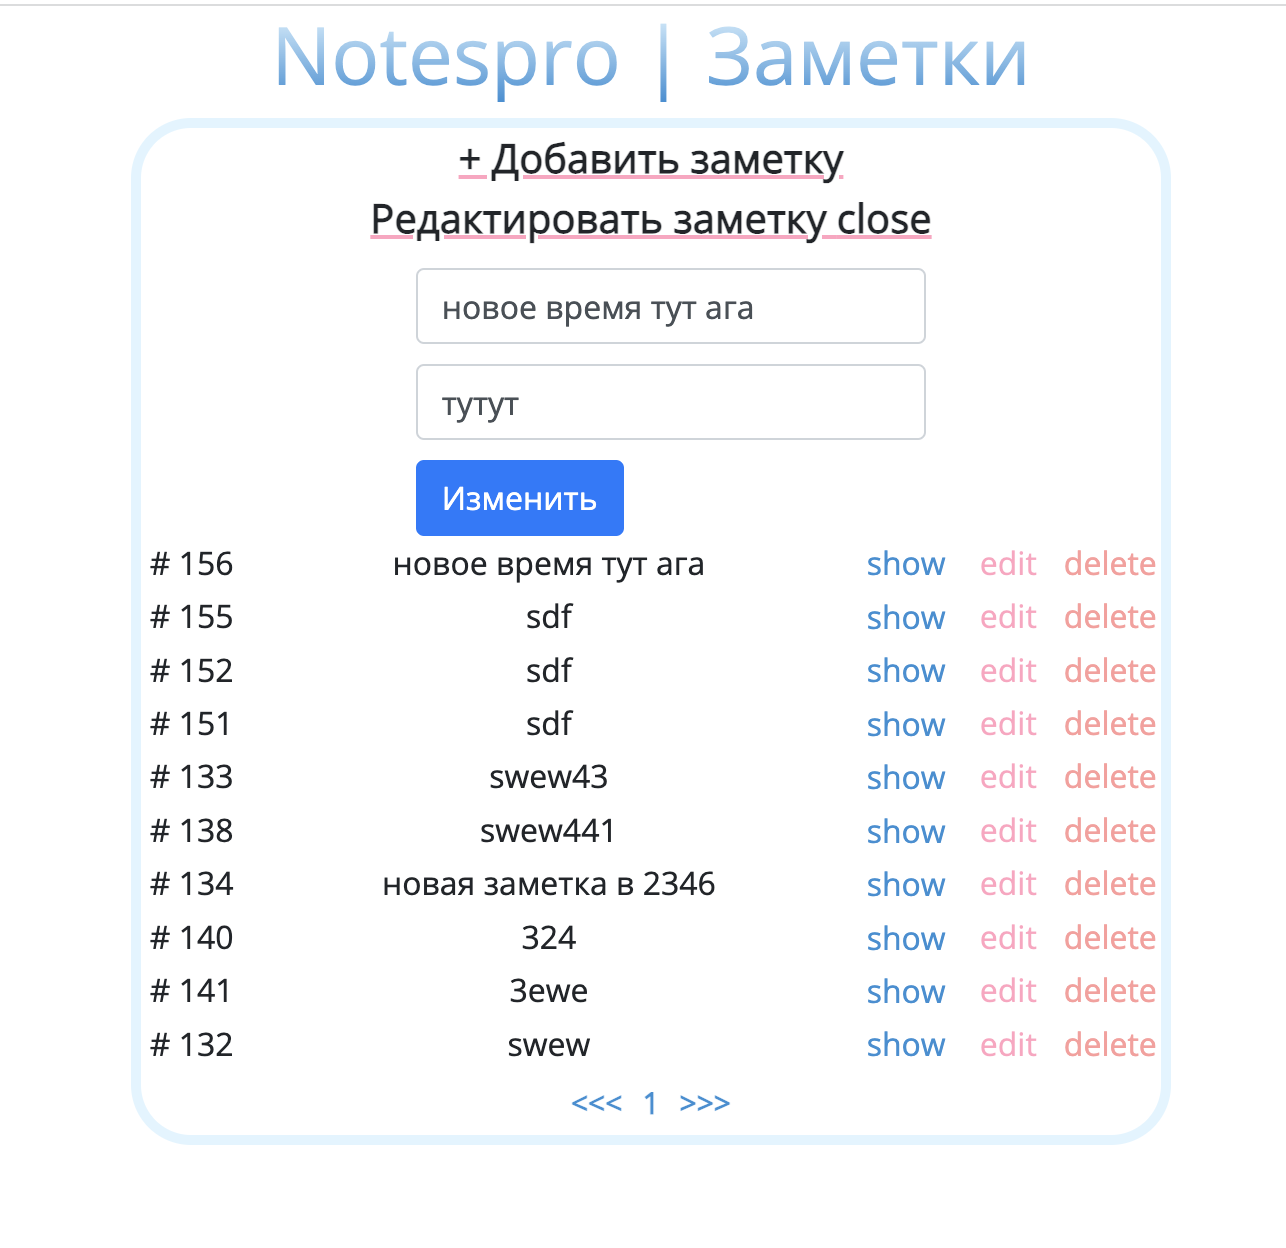 Notespro | Заметки
+ Добавить заметку
Редактировать заметку close
новое время тут ага
тутут
Изменить
# 156 новое время тут ага show edit delete
# 155 sdf show edit delete
# 152 sdf show edit delete
# 151 sdf show edit delete
# 133 swew43 show edit delete
# 138 swew441 show edit delete
# 134 новая заметка в 2346 show edit delete
# 140 324 show edit delete
# 141 3ewe show edit delete
# 132 swew show edit delete
<<< 1 >>>